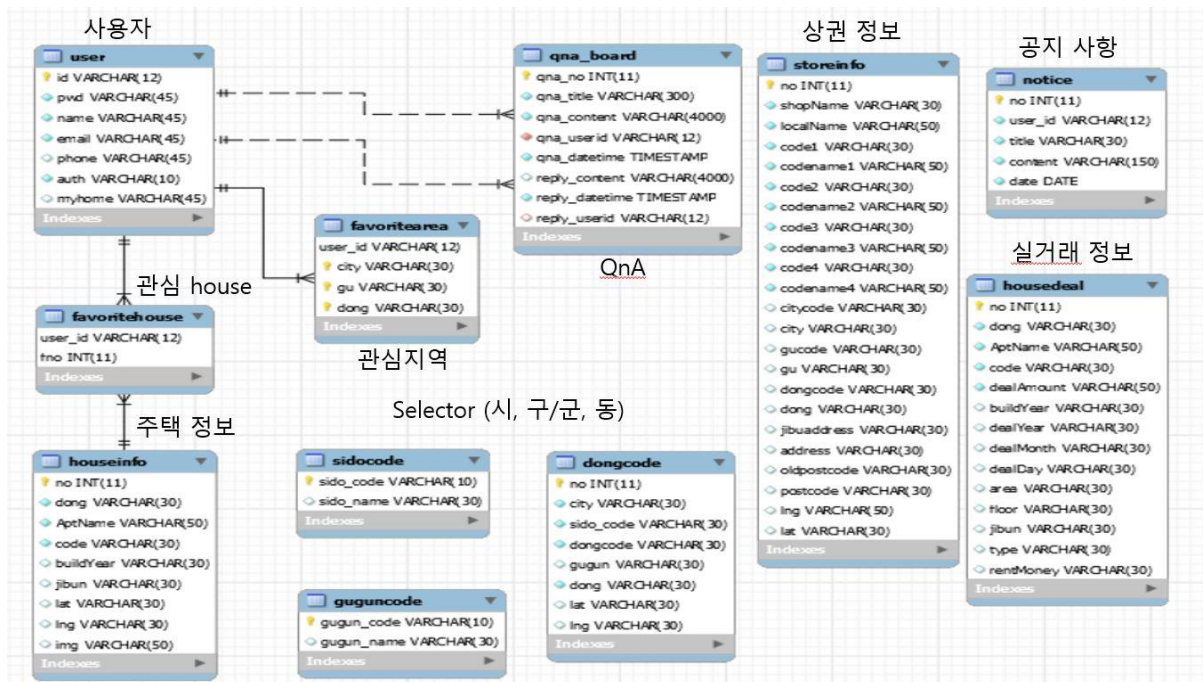 사용자
user
id VARCHAR(12)
pwd VARCHAR(45)
name VARCHAR(45)
email VARCHAR(45)
phone VARCHAR(45)
auth VARCHAR(10)
myhome VARCHAR(45)
Indexes
qna_board
qna_no INT(11)
qna_title VARCHAR(300)
qna_content VARCHAR(4000)
qna_userid VARCHAR(12)
qna_datetime TIMESTAMP
reply_content VARCHAR(4000)
reply_datetime TIMESTAMP
reply_userid VARCHAR(12)
Indexes
QnA
상권 정보
storeinfo
no INT(11)
shopName VARCHAR(30)
localName VARCHAR(50)
code1 VARCHAR(30)
codename1 VARCHAR(50)
code2 VARCHAR(30)
codename2 VARCHAR(50)
code3 VARCHAR(30)
codename3 VARCHAR(50)
code4 VARCHAR(30)
codename4 VARCHAR(50)
citycode VARCHAR(30)
city VARCHAR(30)
gucode VARCHAR(30)
gu VARCHAR(30)
dongcode VARCHAR(30)
dong VARCHAR(30)
jibuaddress VARCHAR(30)
address VARCHAR(30)
oldpostcode VARCHAR(30)
postcode VARCHAR(30)
lng VARCHAR(50)
lat VARCHAR(30)
Indexes
공지 사항
notice
no INT(11)
user_id VARCHAR(12)
title VARCHAR(30)
content VARCHAR(150)
date DATE
Indexes
실거래 정보
housedeal
no INT(11)
dong VARCHAR(30)
AptName VARCHAR(50)
code VARCHAR(30)
dealAmount VARCHAR(50)
buildYear VARCHAR(30)
dealYear VARCHAR(30)
dealMonth VARCHAR(30)
dealDay VARCHAR(30)
area VARCHAR(30)
floor VARCHAR(30)
jibun VARCHAR(30)
type VARCHAR(30)
rentMoney VARCHAR(30)
Indexes
favoritearea
user_id VARCHAR(12)
city VARCHAR(30)
gu VARCHAR(30)
dong VARCHAR(30)
Indexes
관심지역
관심 house
favoritehouse
user_id VARCHAR(12)
INT(11)
Indexes
주택 정보
houseinfo
no INT(11)
dong VARCHAR(30)
AptName VARCHAR(50)
code VARCHAR(30)
buildYear VARCHAR(30)
jibun VARCHAR(30)
lat VARCHAR(30)
lng VARCHAR(30)
img VARCHAR(50)
Indexes
Selector (시, 구/군, 동)
sidocode
sido_code VARCHAR(10)
sido_name VARCHAR(30)
Indexes
guguncode
gugun_code VARCHAR(10)
gugun_name VARCHAR(30)
Indexes
dongcode
no INT(11)
city VARCHAR(30)
sido_code VARCHAR(30)
dongcode VARCHAR(30)
gugun VARCHAR(30)
dong VARCHAR(30)
lat VARCHAR(30)
lng VARCHAR(30)
Indexes